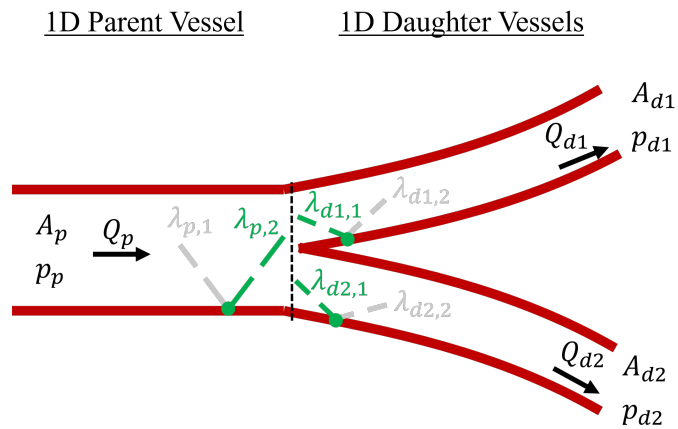 1D Parent Vessel
1D Daughter Vessels
A_{d1}
Q_{d1}
p_{d1}
λ_{d1,2}
λ_{d1,1}
λ_{p,1}
λ_{p,2}
A_p
Q_p
p_p
λ_{d2,1}
λ_{d2,2}
Q_{d2}
A_{d2}
p_{d2}